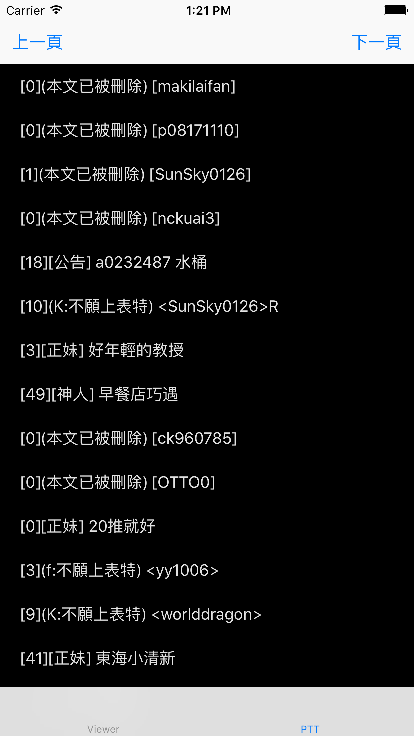 Carrier 1:21 PM
上一頁 下一頁
[0](本文已被刪除) [makilaifan]
[0](本文已被刪除) [p08171110]
[1](本文已被刪除) [SunSky0126]
[0](本文已被刪除) [nckuai3]
[18][公告] a0232487 水桶
[10](K:不願上表特) <SunSky0126>R
[3][正妹] 好年輕的教授
[49][神人] 早餐店巧遇
[0](本文已被刪除) [ck960785]
[0](本文已被刪除) [OTTO0]
[0][正妹] 20推就好
[3](f:不願上表特) <yy1006>
[9](K:不願上表特) <worlddragon>
[41][正妹] 東海小清新
Viewer PTT